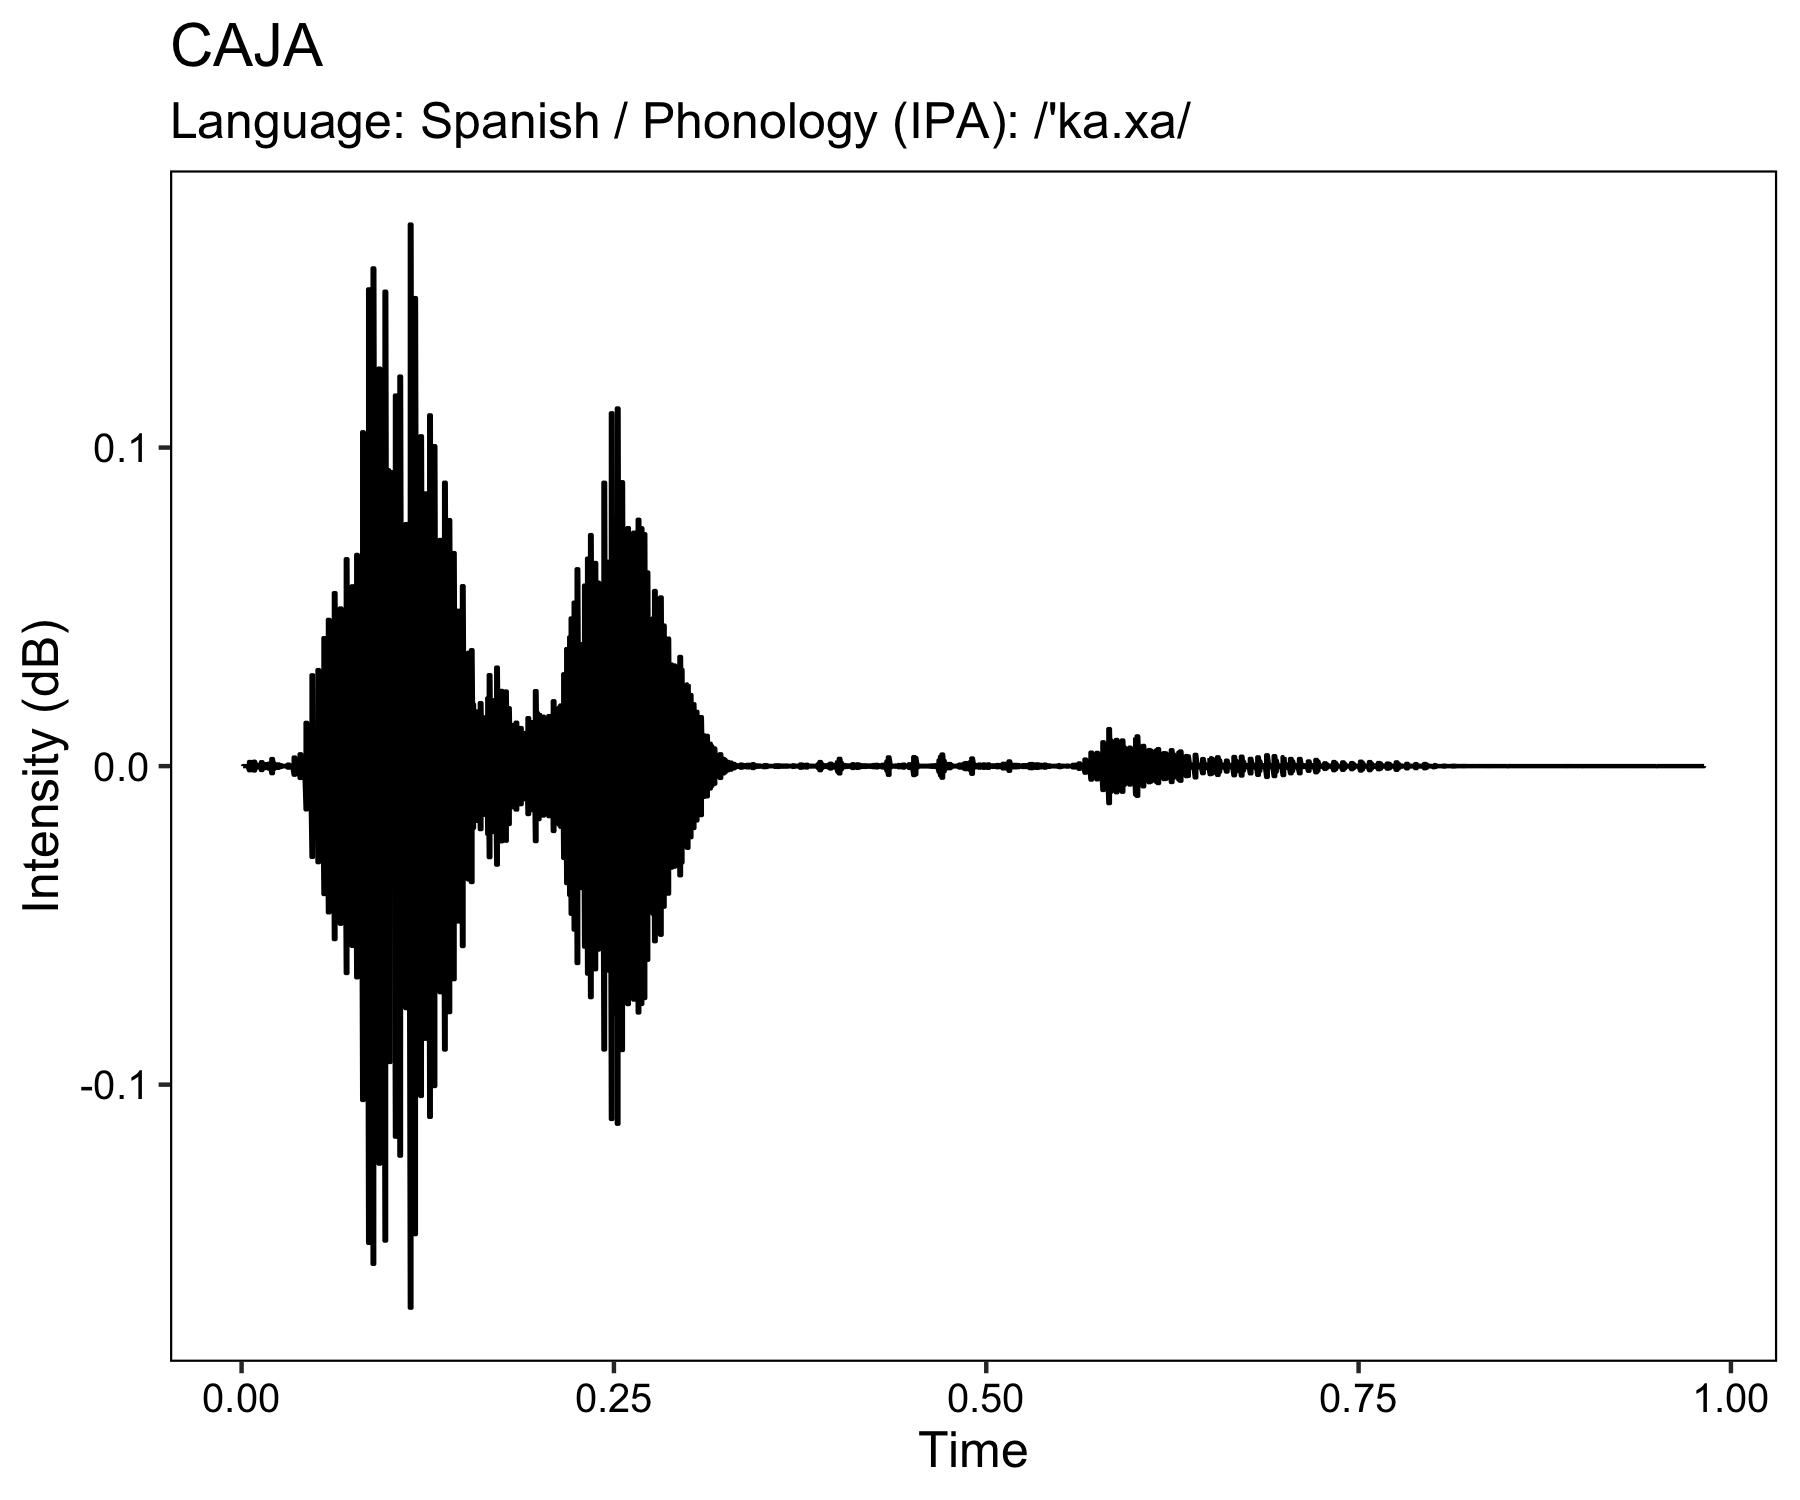 CAJA
Language: Spanish / Phonology (IPA): /'ka.xa/
Intensity (dB)
0.1
0.0
-0.1
0.00 0.25 0.50 0.75 1.00
Time